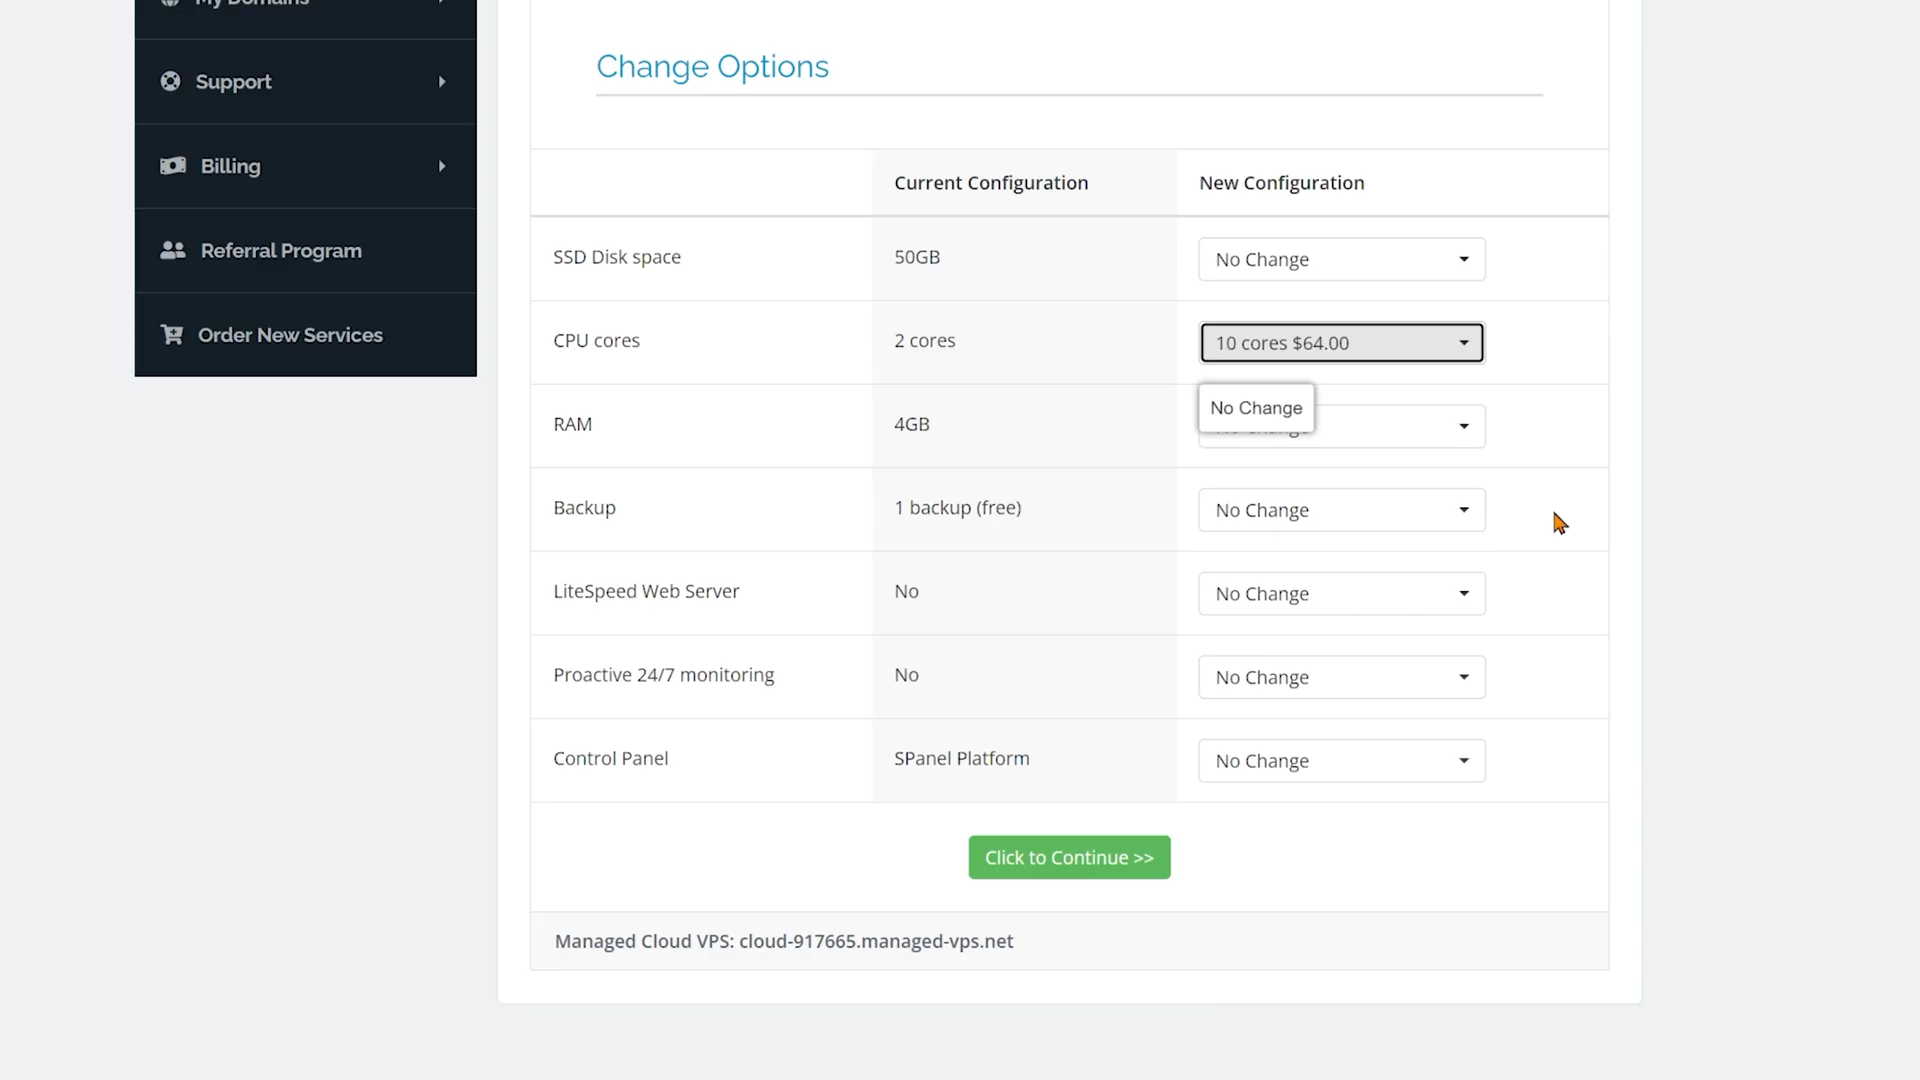 My Domains
Support
Billing
Referral Program
Order New Services
Change Options
Current Configuration New Configuration
SSD Disk space 50GB No Change
CPU cores 2 cores 10 cores $64.00
No Change
RAM 4GB No Change
Backup 1 backup (free) No Change
LiteSpeed Web Server No No Change
Proactive 24/7 monitoring No No Change
Control Panel SPanel Platform No Change
Click to Continue >>
Managed Cloud VPS: cloud-917665.managed-vps.net